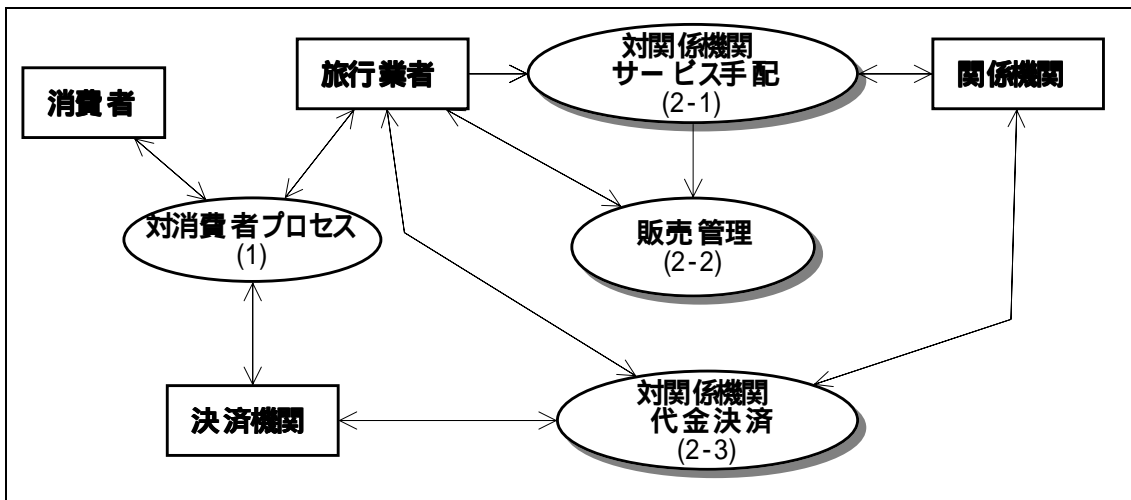 消費者
旅行業者
対関係機関
サービス手配
(2-1)
関係機関
対消費者プロセス
(1)
販売管理
(2-2)
決済機関
対関係機関
代金決済
(2-3)